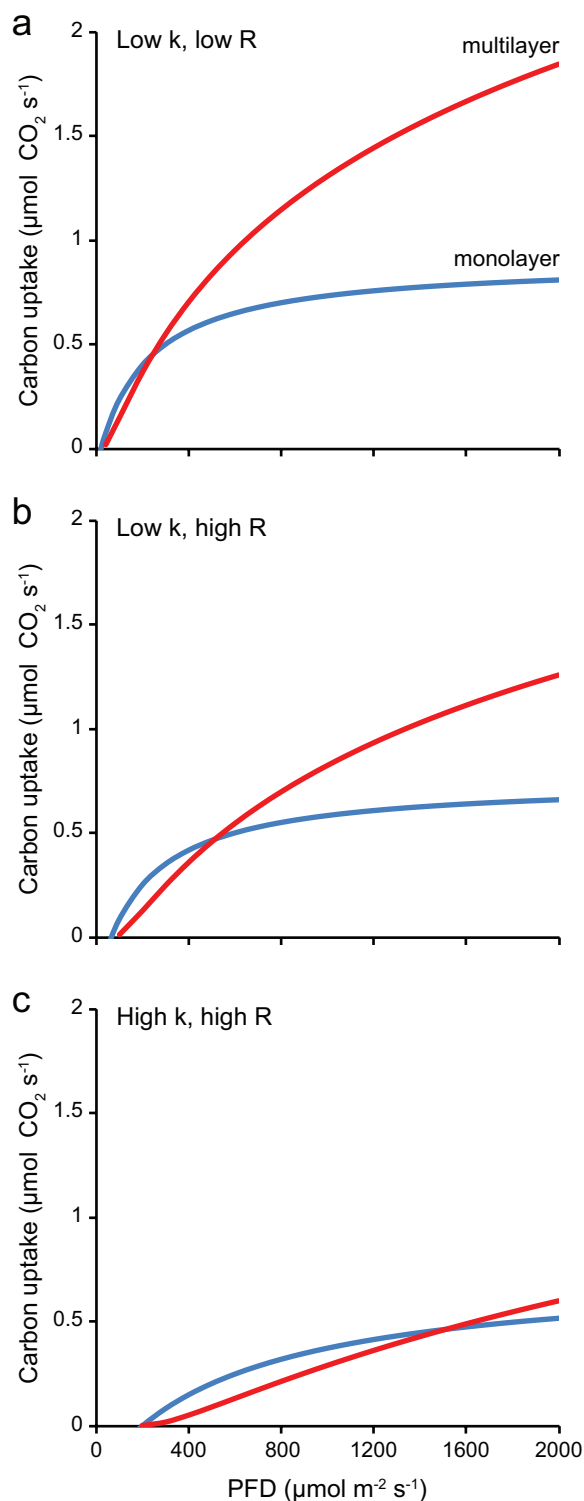 a
Low k, low R
multilayer
monolayer
Carbon uptake (µmol CO₂ s⁻¹)
2
1.5
1
0.5
0
b
Low k, high R
Carbon uptake (µmol CO₂ s⁻¹)
2
1.5
1
0.5
0
c
High k, high R
Carbon uptake (µmol CO₂ s⁻¹)
2
1.5
1
0.5
0
0 400 800 1200 1600 2000
PFD (µmol m⁻² s⁻¹)